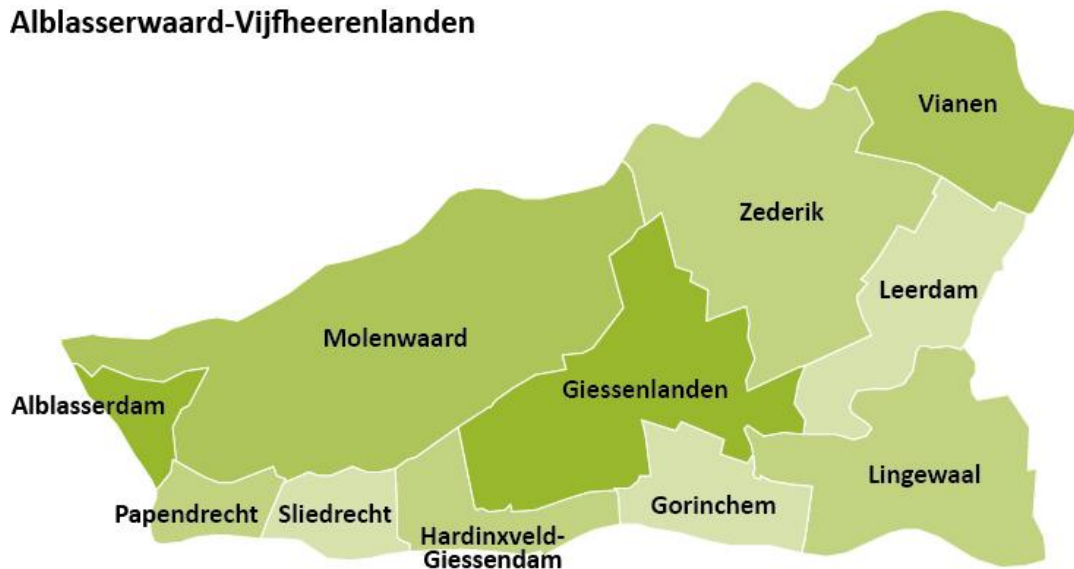 Alblasserwaard-Vijfheerenlanden
Vianen
Zederik
Leerdam
Molenwaard
Giessenlanden
Alblasserdam
Lingewaal
Gorinchem
Papendrecht
Sliedrecht
Hardinxveld-
Giessendam